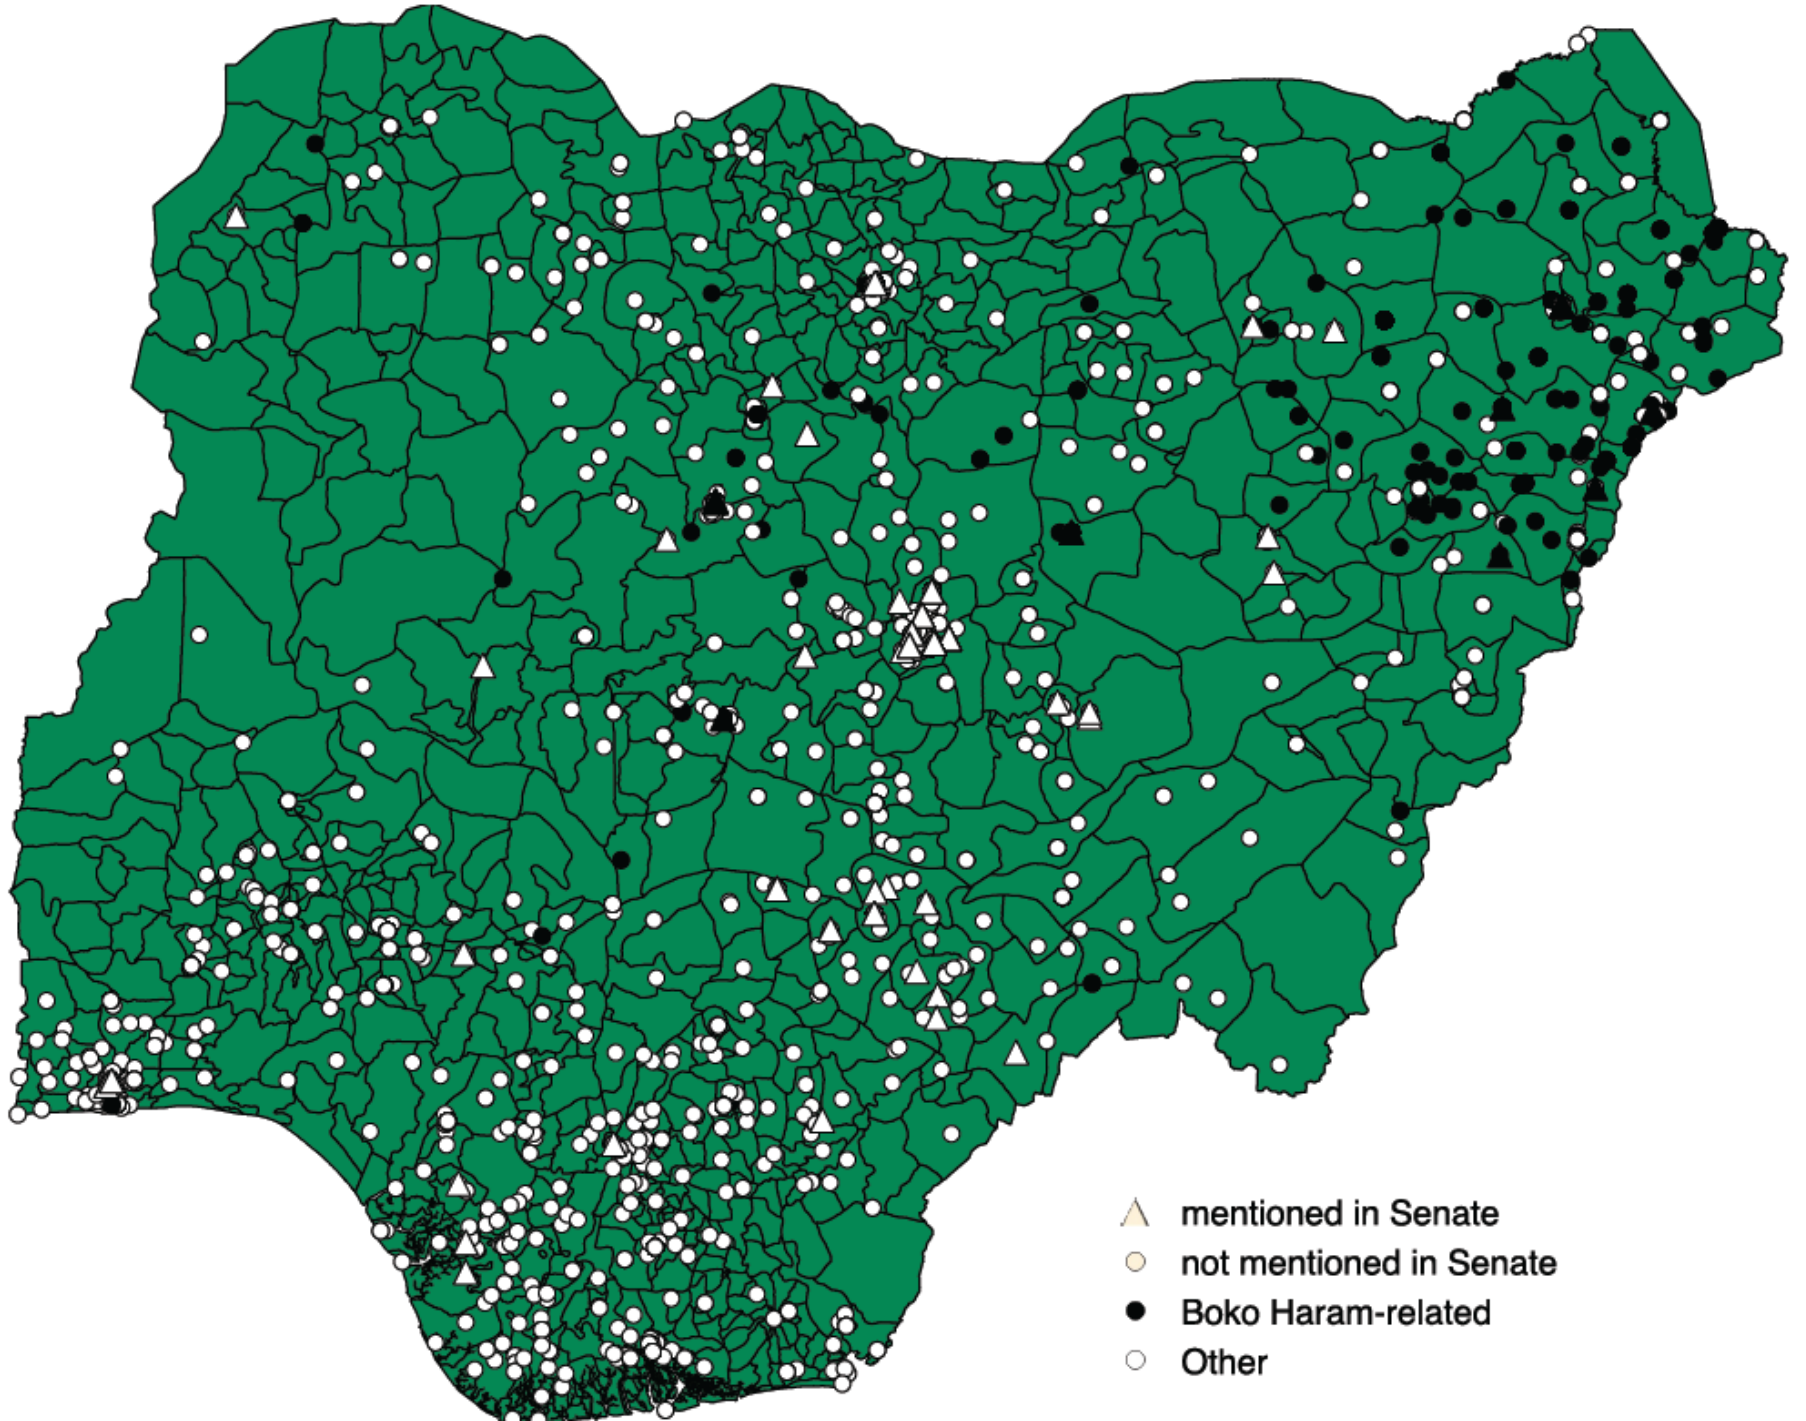 mentioned in Senate
not mentioned in Senate
Boko Haram-related
Other